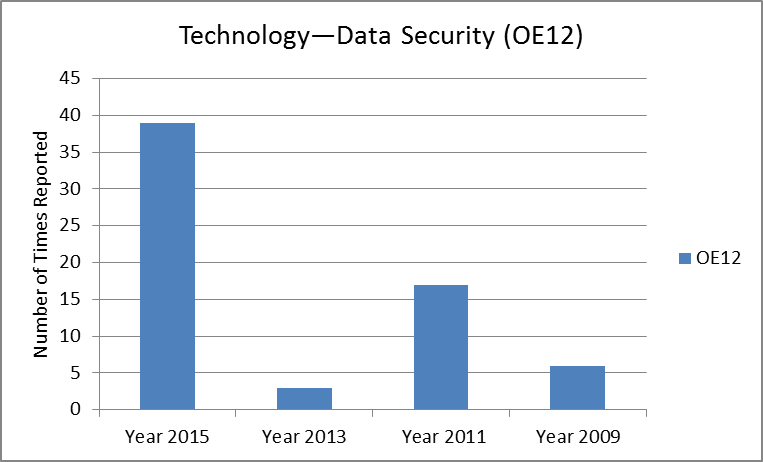 Technology—Data Security (OE12)
Number of Times Reported
45
40
35
30
25
20
15
10
5
0
Year 2015 Year 2013 Year 2011 Year 2009
OE12